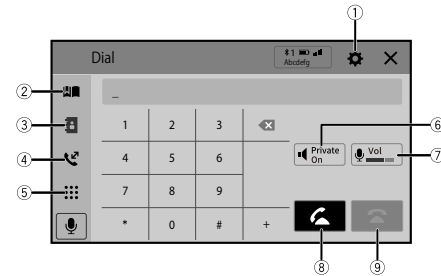 ①
Dial
1
Abcdefg
②
③
④
⑤
_
1 2 3
4 5 6
7 8 9
* 0 # +
Private
On
Vol
⑥
⑦
⑧
⑨